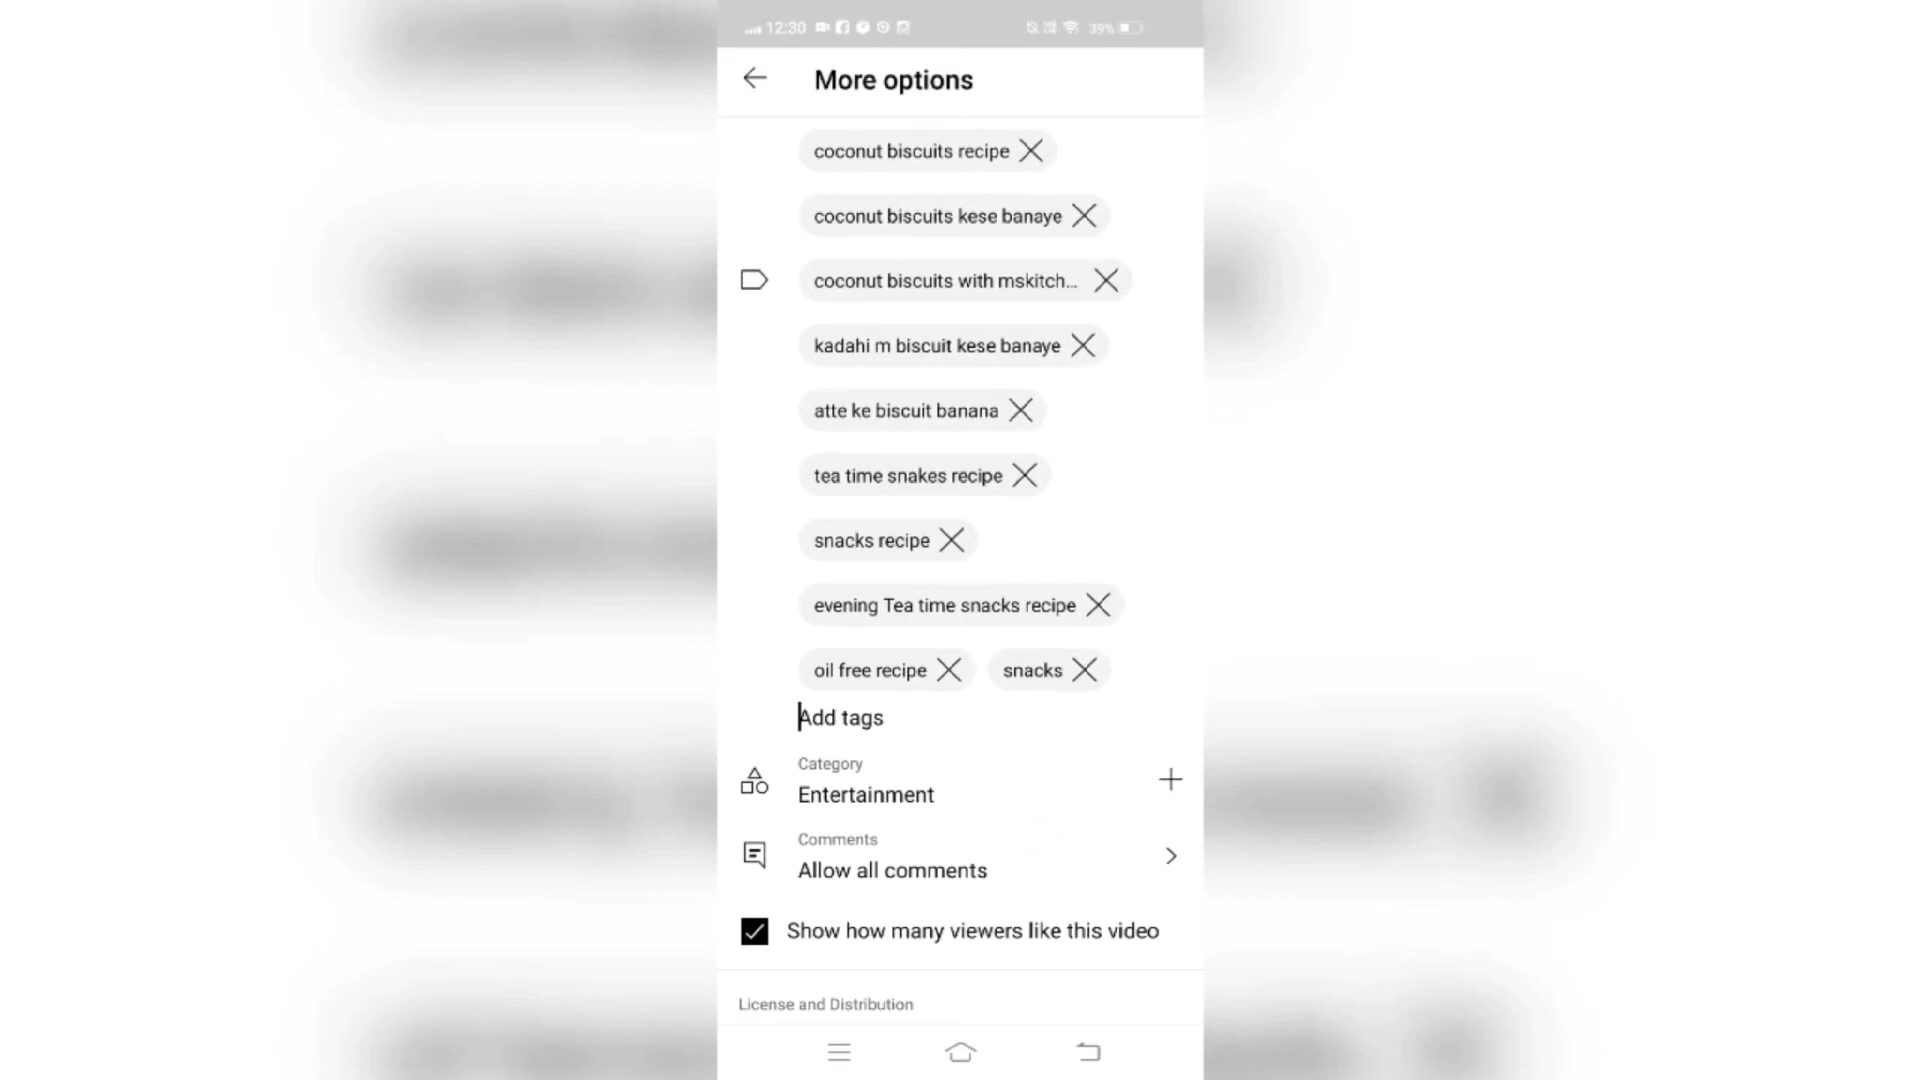 12:30 39%
More options
coconut biscuits recipe
coconut biscuits kese banaye
coconut biscuits with mskitch...
kadahi m biscuit kese banaye
atte ke biscuit banana
tea time snakes recipe
snacks recipe
evening Tea time snacks recipe
oil free recipe snacks
Add tags
Category
Entertainment
Comments
Allow all comments
Show how many viewers like this video
License and Distribution